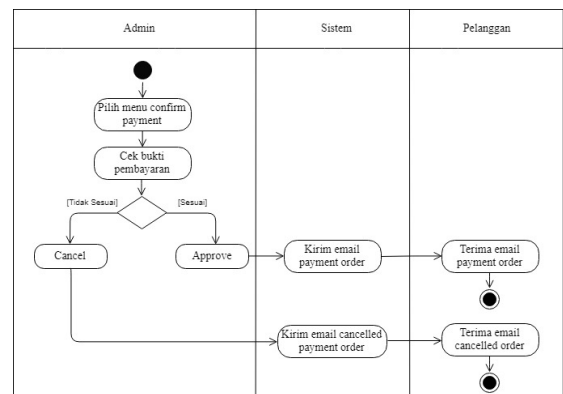 Admin
Sistem
Pelanggan
Pilih menu confirm
payment
Cek bukti
pembayaran
[Tidak Sesuai]
[Sesuai]
Cancel
Approve
Kirim email
payment order
Terima email
payment order
Kirim email cancelled
payment order
Terima email
cancelled order